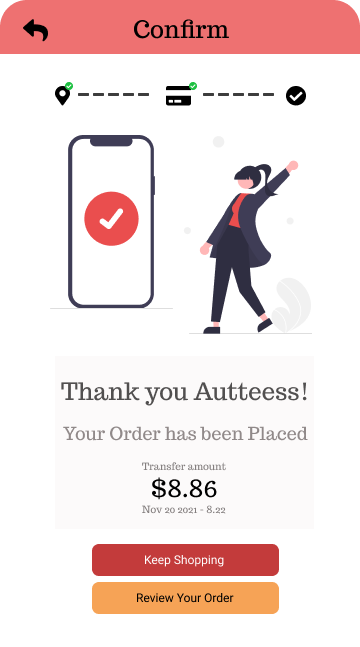 Confirm
Thank you Autteess!
Your Order has been Placed
Transfer amount
$8.86
Nov 20 2021 - 8.22
Keep Shopping
Review Your Order